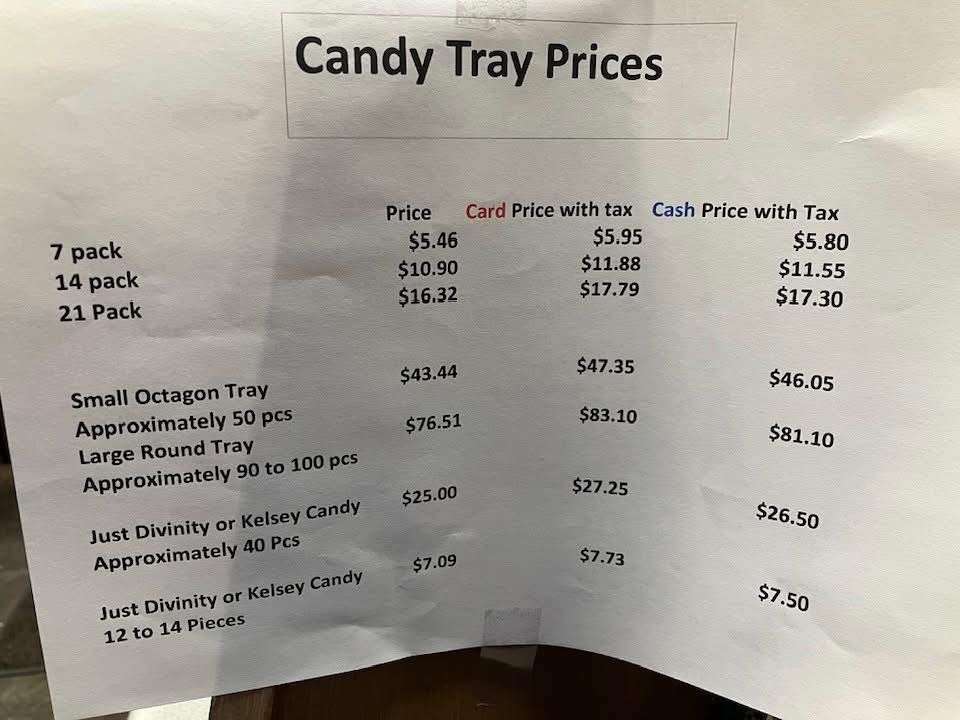 Candy Tray Prices
Price Card Price with tax Cash Price with Tax
7 pack $5.46 $5.95 $5.80
14 pack $10.90 $11.88 $11.55
21 Pack $16.32 $17.79 $17.30
Small Octagon Tray $43.44 $47.35 $46.05
Approximately 50 pcs
Large Round Tray $76.51 $83.10 $81.10
Approximately 90 to 100 pcs
Just Divinity or Kelsey Candy $25.00 $27.25 $26.50
Approximately 40 Pcs
Just Divinity or Kelsey Candy $7.09 $7.73 $7.50
12 to 14 Pieces